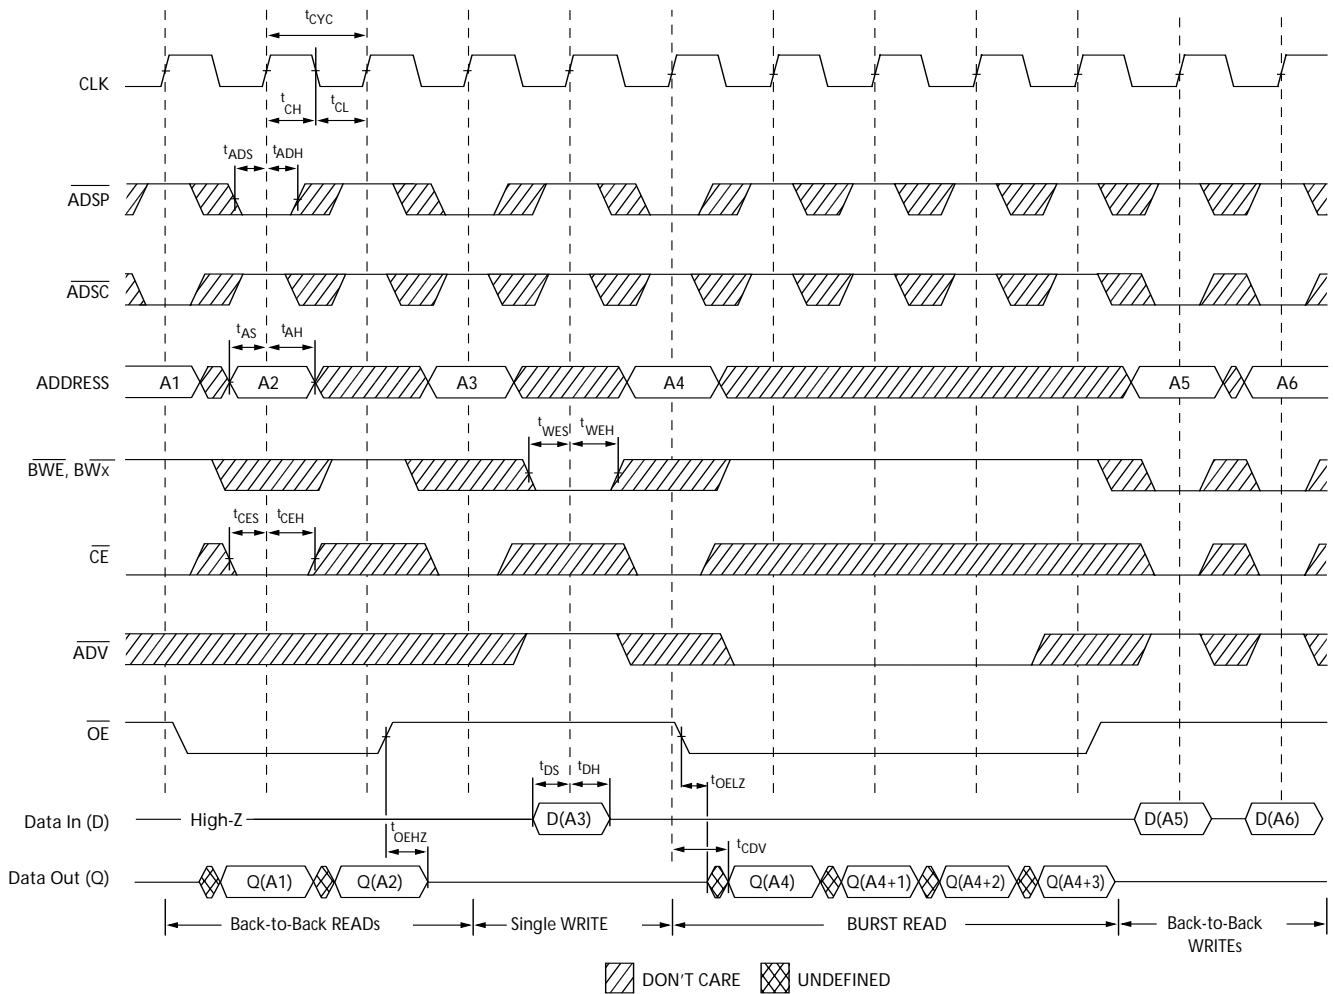 tCYC
CLK
tCH
tCL
tADS
tADH
ADSP
ADSC
tAS
tAH
ADDRESS
A1
A2
A3
A4
A5
A6
tWES
tWEH
BWE, BWX
tCES
tCEH
CE
ADV
OE
tDS
tDH
tOELZ
Data In (D)
High-Z
D(A3)
D(A5)
D(A6)
tOEHZ
tCDV
Data Out (Q)
Q(A1)
Q(A2)
Q(A4)
Q(A4+1)
Q(A4+2)
Q(A4+3)
Back-to-Back READs
Single WRITE
BURST READ
Back-to-Back
WRITEs
DON'T CARE
UNDEFINED